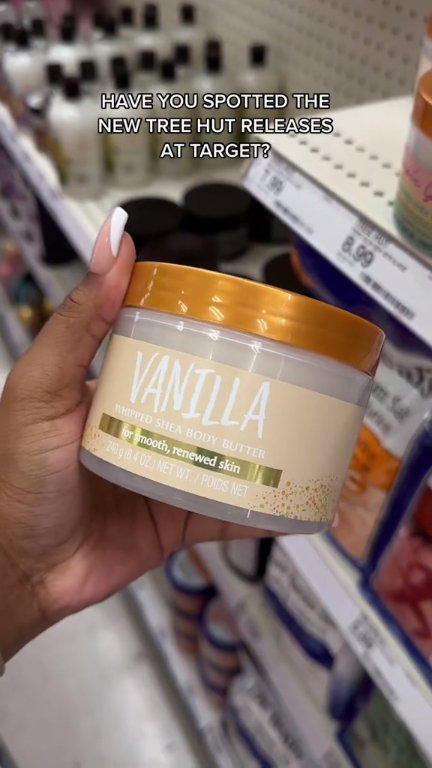 HAVE YOU SPOTTED THE
NEW TREE HUT RELEASES
AT TARGET?
7.99
8.99
VANILLA
WHIPPED SHEA BODY BUTTER
for smooth, renewed skin
240 g (8.4 OZ) / NET WT. / POIDS NET